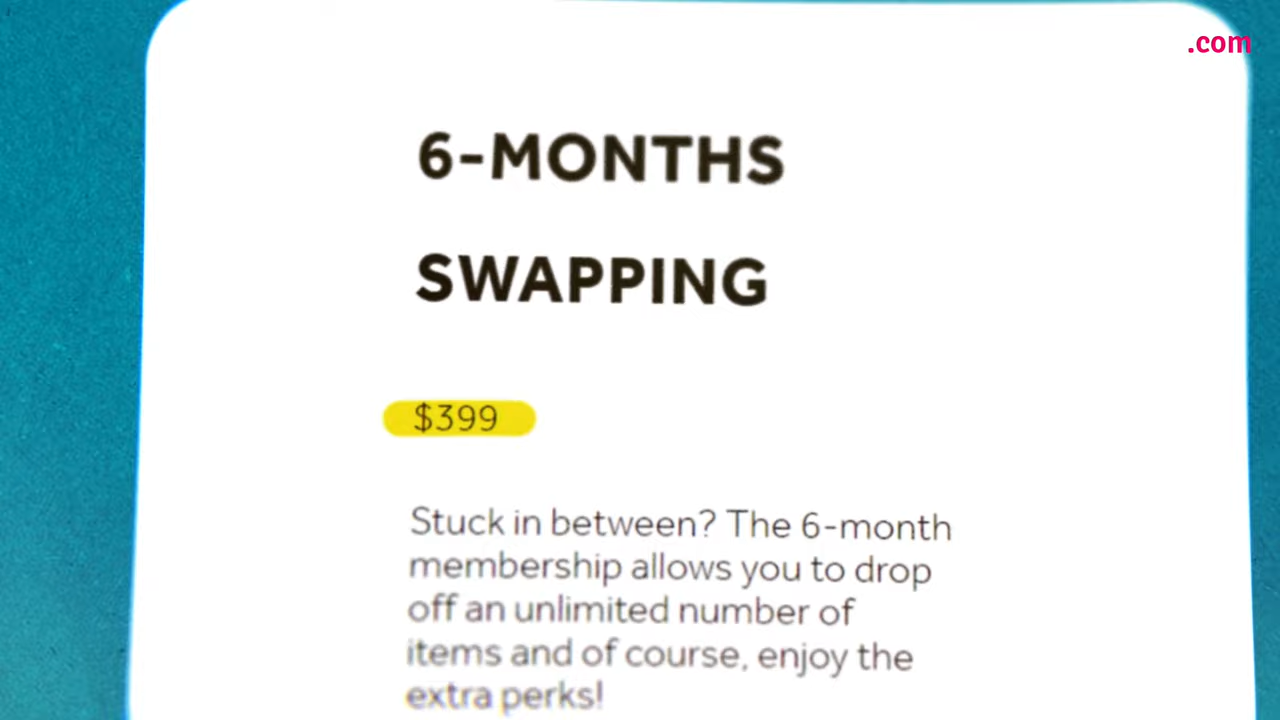 .com
6-MONTHS
SWAPPING
$399
Stuck in between? The 6-month
membership allows you to drop
off an unlimited number of
items and of course, enjoy the
extra perks!